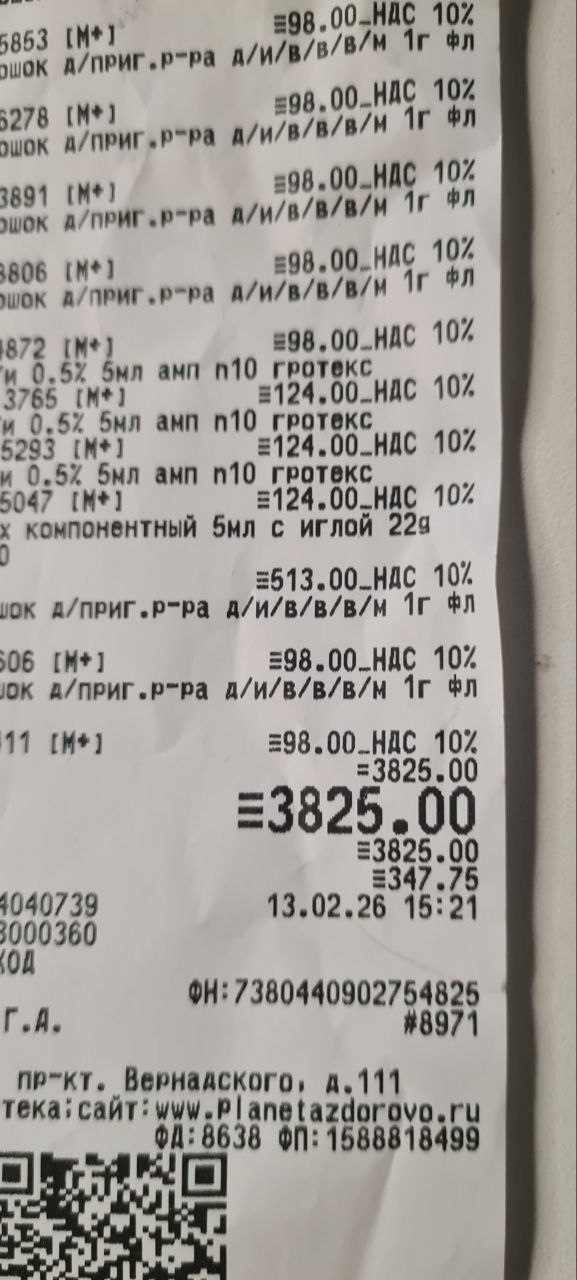 ≡98.00_НДС 10%
5853 [М+]
ошок д/приг.р-ра д/и/в/в/в/м 1г фл
≡98.00_НДС 10%
6278 [М+]
ошок д/приг.р-ра д/и/в/в/в/м 1г фл
≡98.00_НДС 10%
3891 [М+]
ошок д/приг.р-ра д/и/в/в/в/м 1г фл
≡98.00_НДС 10%
8806 [М+]
ошок д/приг.р-ра д/и/в/в/в/м 1г фл
4872 [М+] ≡98.00_НДС 10%
/и 0.5% 5мл амп n10 гротекс
3765 [М+] ≡124.00_НДС 10%
/и 0.5% 5мл амп n10 гротекс
5293 [М+] ≡124.00_НДС 10%
и 0.5% 5мл амп n10 гротекс
5047 [М+] ≡124.00_НДС 10%
х компонентный 5мл с иглой 22g
0
≡513.00_НДС 10%
шок д/приг.р-ра д/и/в/в/в/м 1г фл
606 [М+] ≡98.00_НДС 10%
шок д/приг.р-ра д/и/в/в/в/м 1г фл
411 [М+] ≡98.00_НДС 10%
=3825.00
≡3825.00
≡3825.00
≡347.75
4040739 13.02.26 15:21
3000360
ХОД
ФН:7380440902754825
Г.А. #8971
пр-кт. Вернадского, д.111
тека;сайт:www.planetazdorovo.ru
ФД:8638 ФП:1588818499